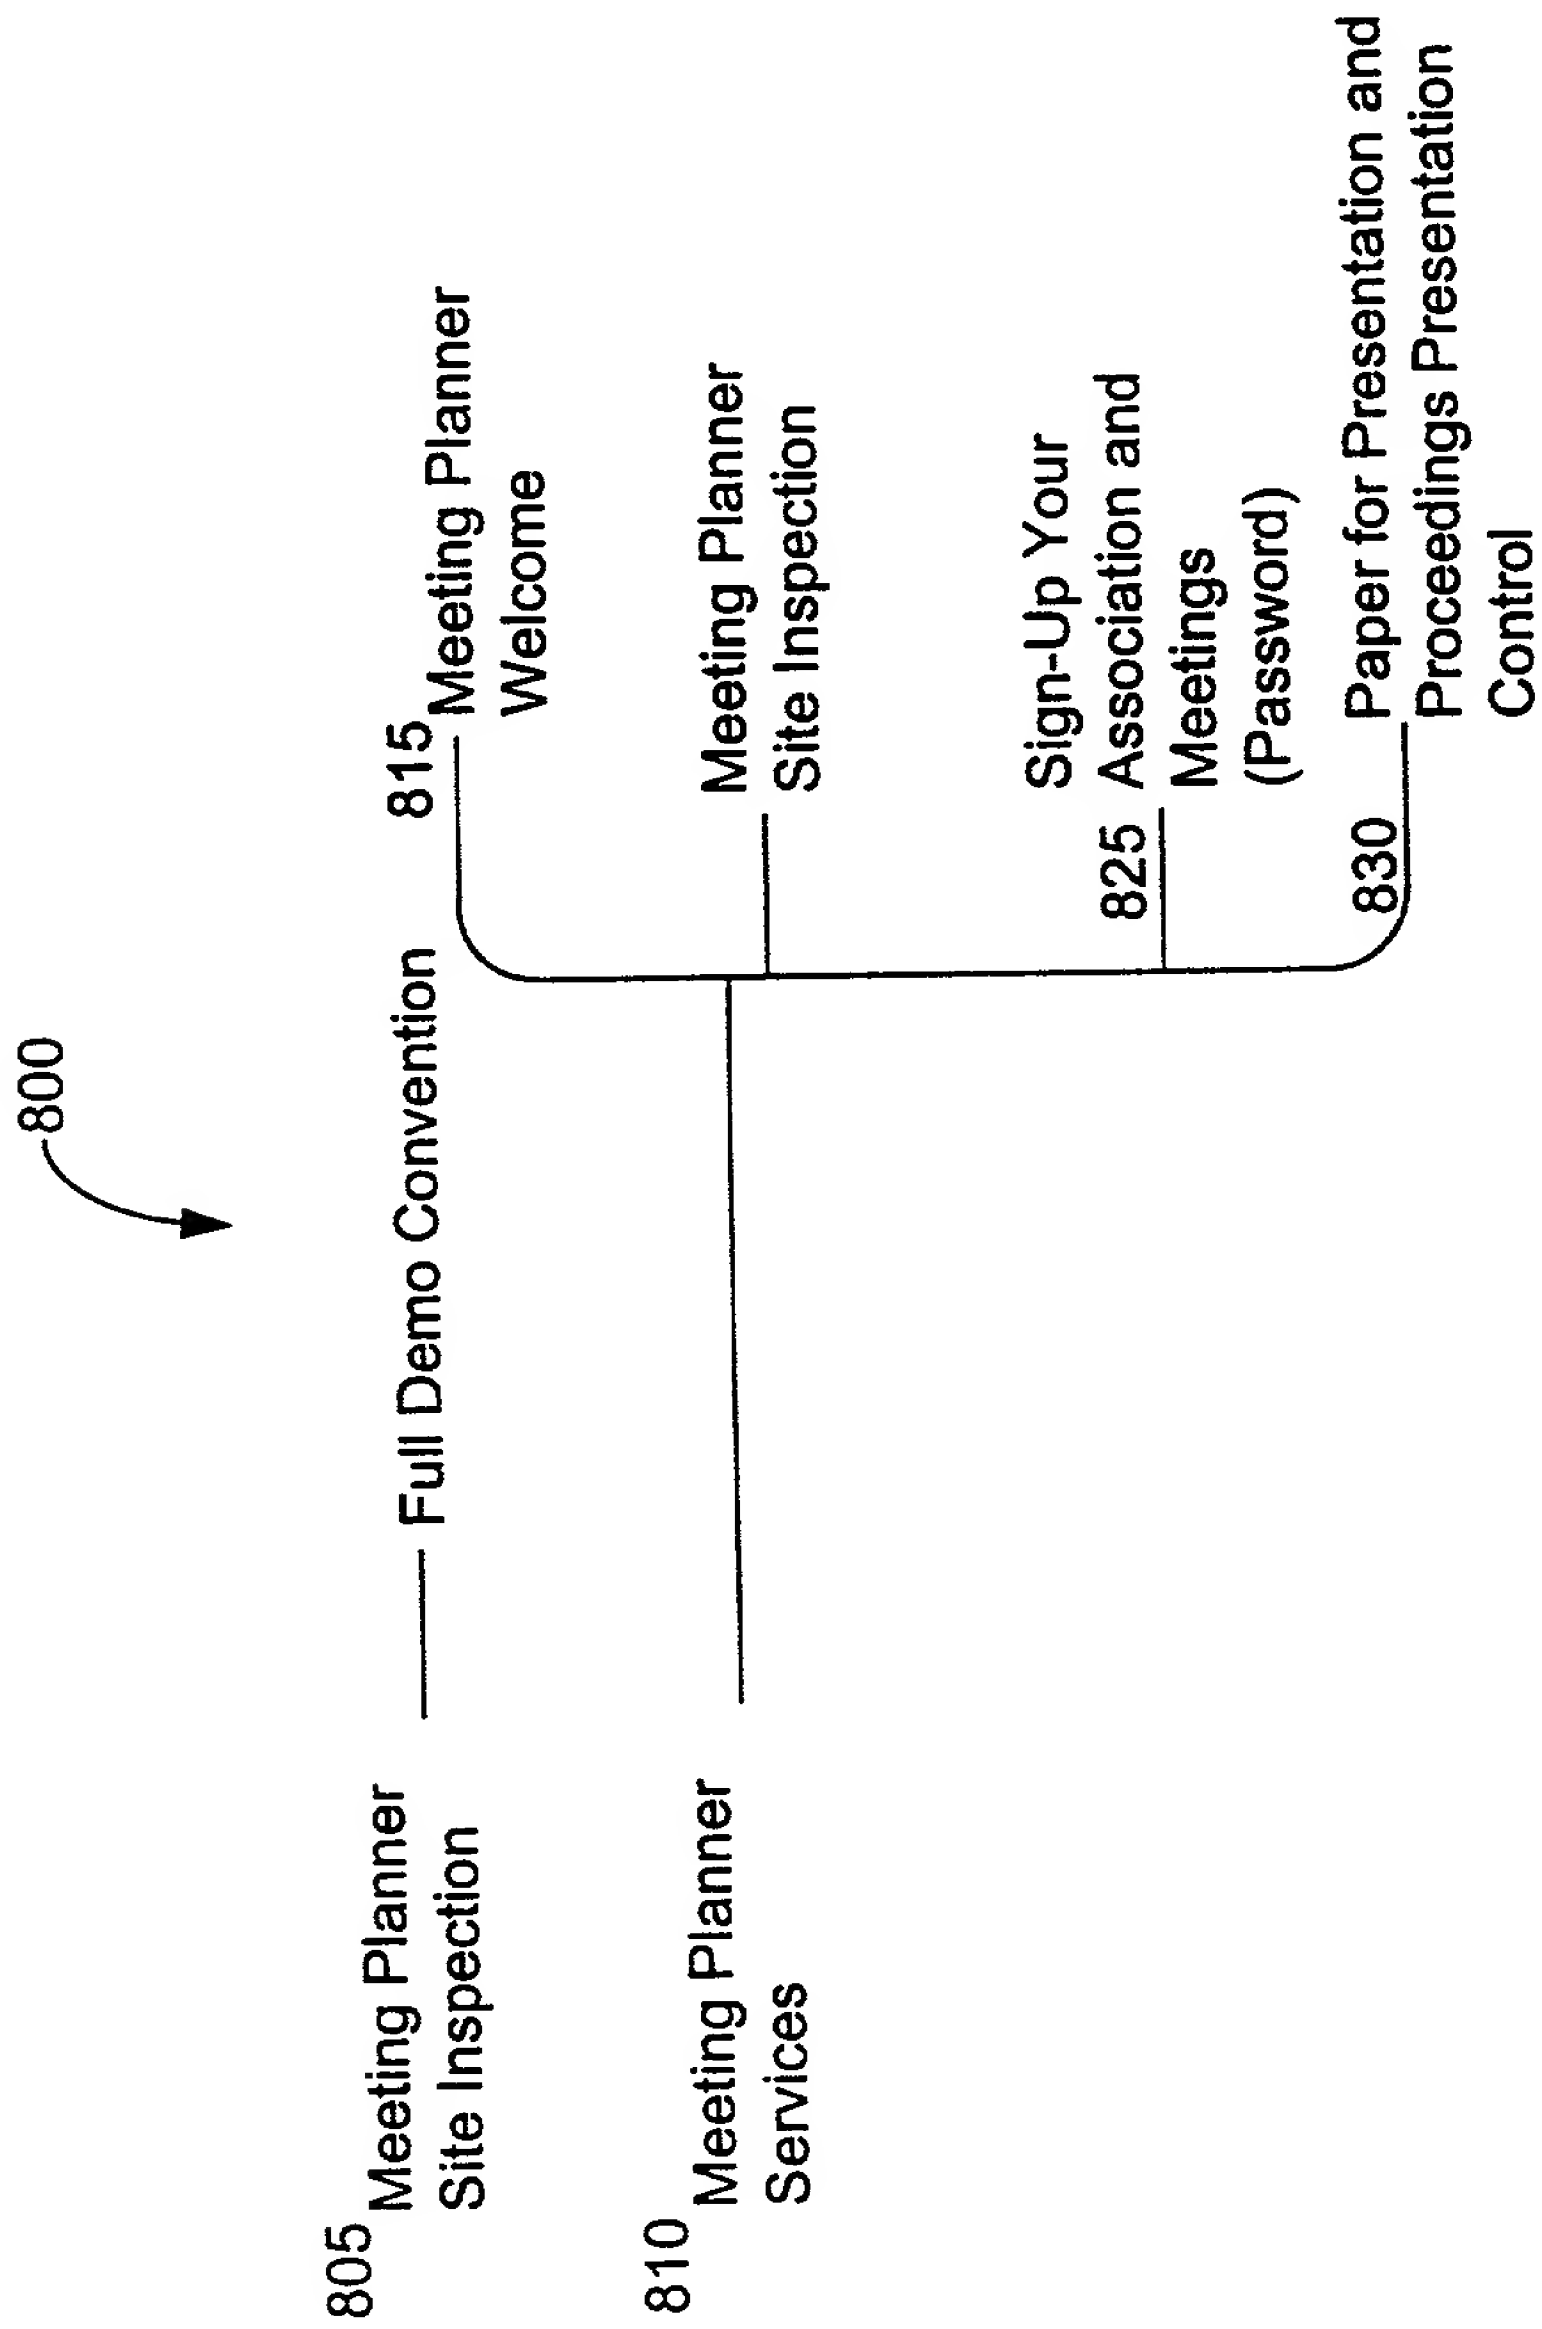 800
805
Meeting Planner
Site Inspection
Full Demo Convention
810
Meeting Planner
Services
815
Meeting Planner
Welcome
Meeting Planner
Site Inspection
825
Sign-Up Your
Association and
Meetings
(Password)
830
Paper for Presentation and
Proceedings Presentation
Control